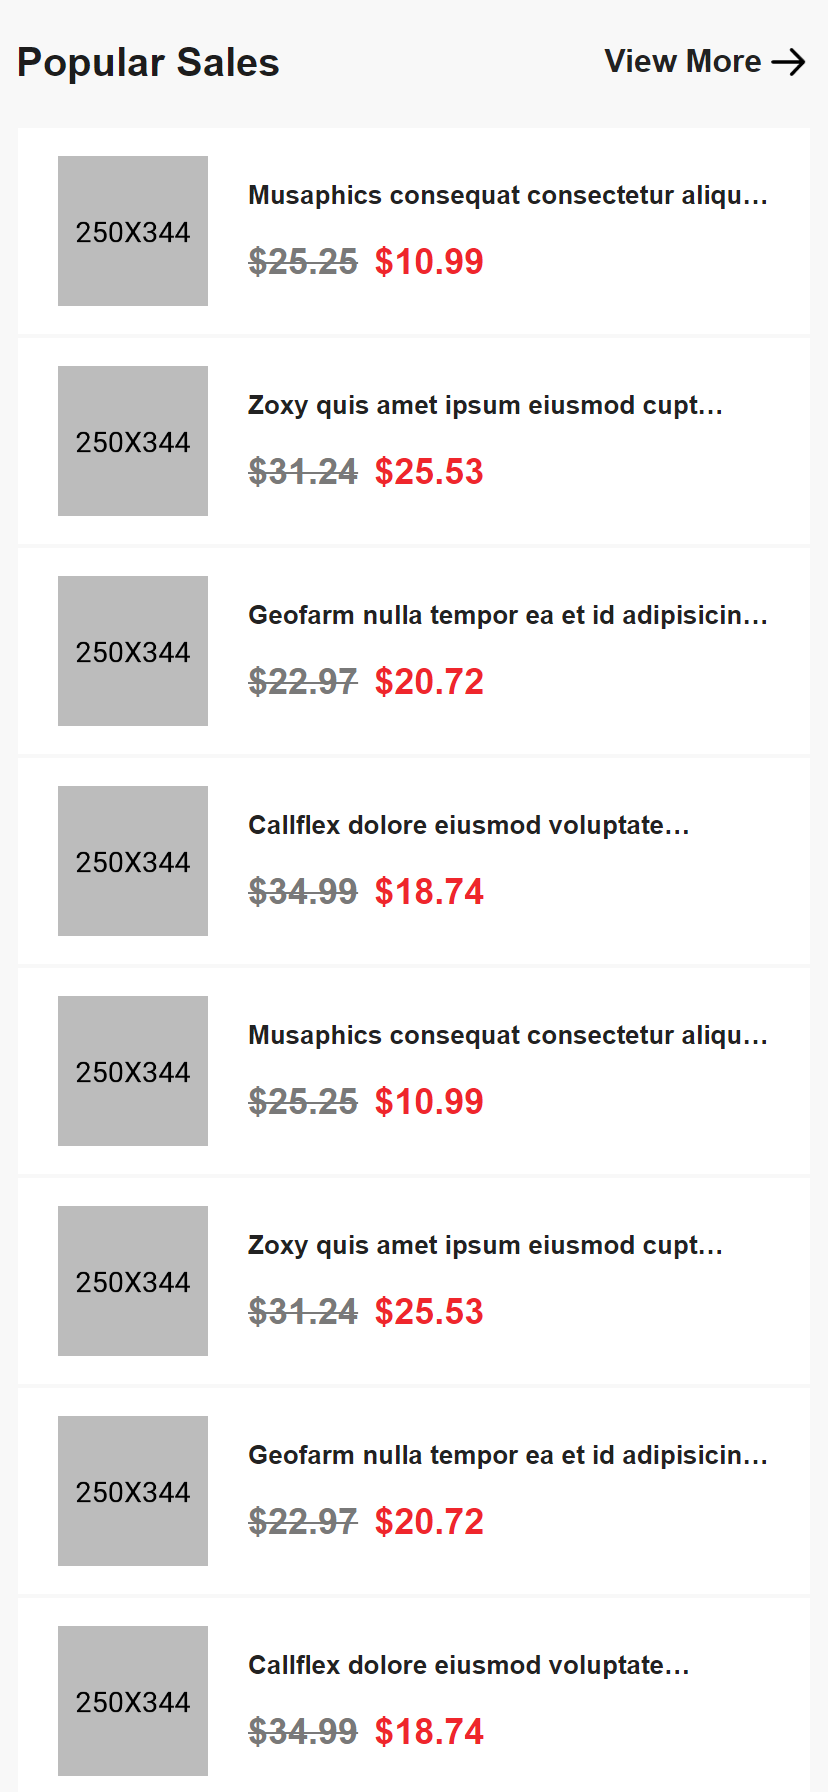 Popular Sales
View More
250X344
Musaphics consequat consectetur aliqu...
$25.25 $10.99
250X344
Zoxy quis amet ipsum eiusmod cupt...
$31.24 $25.53
250X344
Geofarm nulla tempor ea et id adipisicin...
$22.97 $20.72
250X344
Callflex dolore eiusmod voluptate...
$34.99 $18.74
250X344
Musaphics consequat consectetur aliqu...
$25.25 $10.99
250X344
Zoxy quis amet ipsum eiusmod cupt...
$31.24 $25.53
250X344
Geofarm nulla tempor ea et id adipisicin...
$22.97 $20.72
250X344
Callflex dolore eiusmod voluptate...
$34.99 $18.74